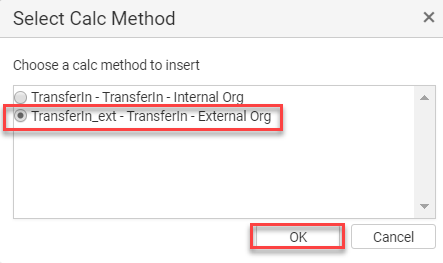 Select Calc Method
Choose a calc method to insert
TransferIn - TransferIn - Internal Org
TransferIn_ext - TransferIn - External Org
OK
Cancel